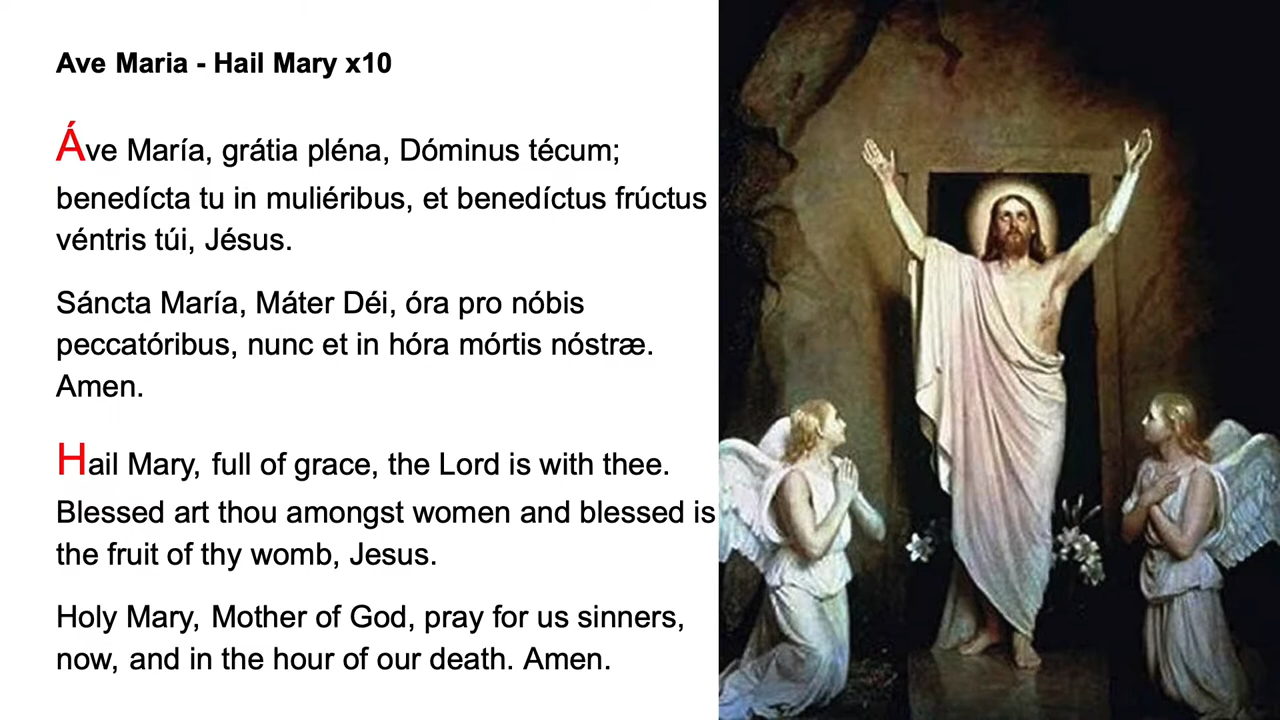 Ave Maria - Hail Mary x10
Áve María, grátia pléna, Dóminus técum;
benedícta tu in muliéribus, et benedíctus frúctus
véntris túi, Jésus.
Sáncta María, Máter Déi, óra pro nóbis
peccatóribus, nunc et in hóra mórtis nóstræ.
Amen.
Hail Mary, full of grace, the Lord is with thee.
Blessed art thou amongst women and blessed is
the fruit of thy womb, Jesus.
Holy Mary, Mother of God, pray for us sinners,
now, and in the hour of our death. Amen.